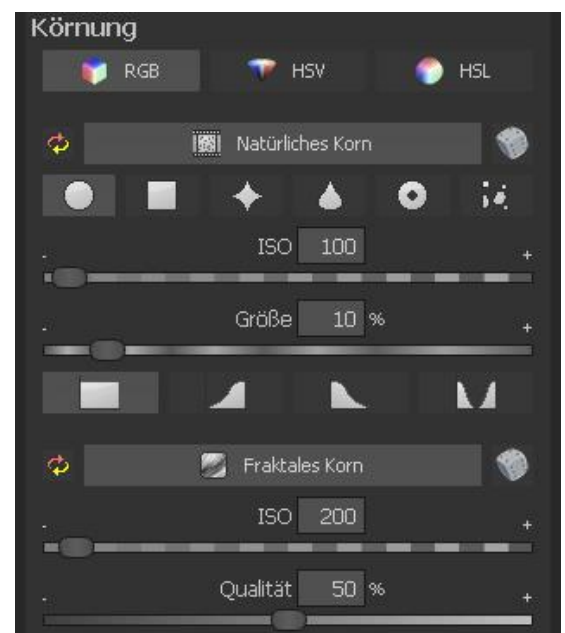 Körnung
RGB HSV HSL
Natürliches Korn
ISO 100
- +
Größe 10 %
- +
Fraktales Korn
ISO 200
- +
Qualität 50 %
- +